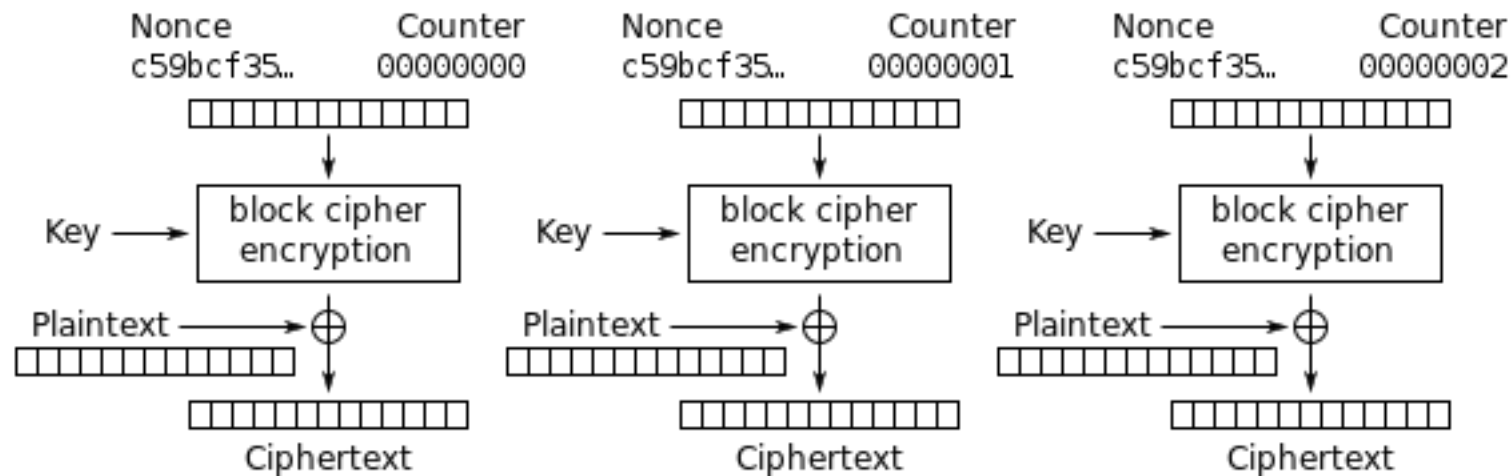 Nonce Counter Nonce Counter Nonce Counter
c59bcf35… 00000000 c59bcf35… 00000001 c59bcf35… 00000002
block cipher block cipher block cipher
Key encryption Key encryption Key encryption
Plaintext Plaintext Plaintext
Ciphertext Ciphertext Ciphertext